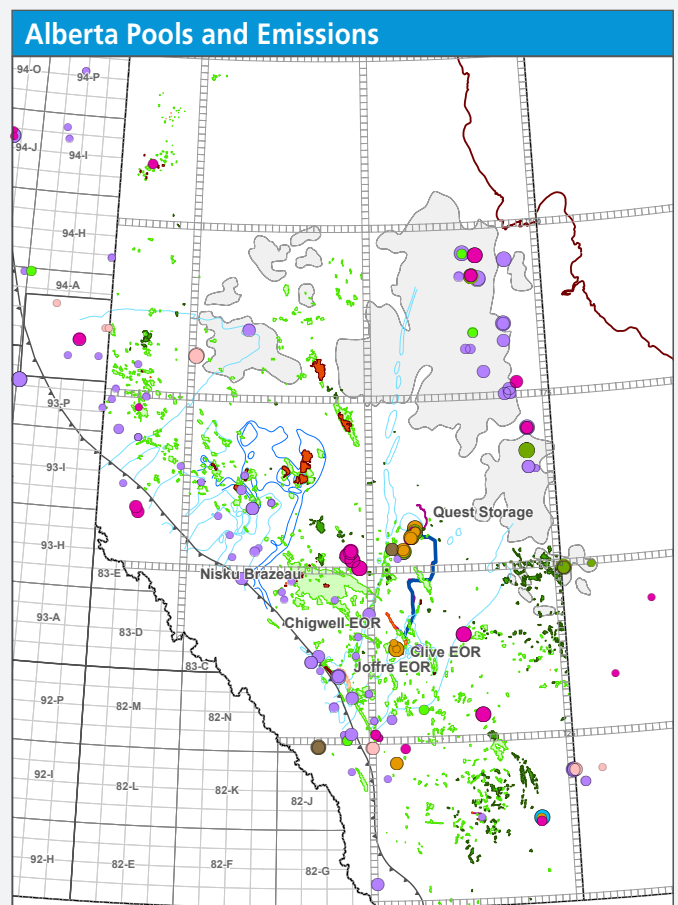 Alberta Pools and Emissions
94-O
94-P
94-J
94-I
94-H
94-A
93-P
93-I
Quest Storage
93-H
83-E
Nisku Brazeau
93-A
83-D
Chigwell EOR
Clive EOR
83-C
Joffre EOR
92-P
82-M
82-N
92-I
82-L
82-K
82-J
92-H
82-E
82-F
82-G